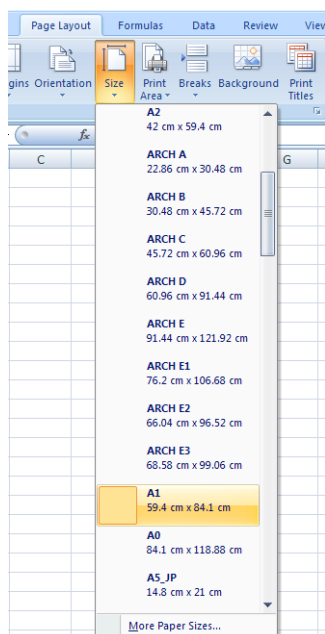 Page Layout Formulas Data Review View
gins Orientation Size Print Area Breaks Background Print Titles
fx
C G
A2
42 cm x 59.4 cm
ARCH A
22.86 cm x 30.48 cm
ARCH B
30.48 cm x 45.72 cm
ARCH C
45.72 cm x 60.96 cm
ARCH D
60.96 cm x 91.44 cm
ARCH E
91.44 cm x 121.92 cm
ARCH E1
76.2 cm x 106.68 cm
ARCH E2
66.04 cm x 96.52 cm
ARCH E3
68.58 cm x 99.06 cm
A1
59.4 cm x 84.1 cm
A0
84.1 cm x 118.88 cm
A5_JP
14.8 cm x 21 cm
More Paper Sizes...